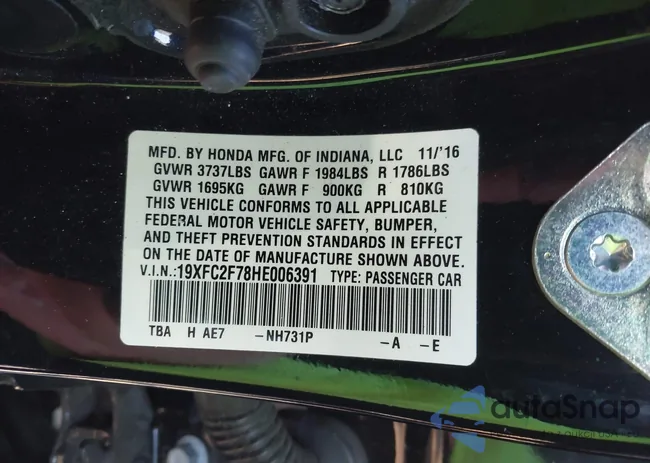 MFD. BY HONDA MFG. OF INDIANA, LLC 11/'16
GVWR 3737LBS GAWR F 1984LBS R 1786LBS
GVWR 1695KG GAWR F 900KG R 810KG
THIS VEHICLE CONFORMS TO ALL APPLICABLE
FEDERAL MOTOR VEHICLE SAFETY, BUMPER,
AND THEFT PREVENTION STANDARDS IN EFFECT
ON THE DATE OF MANUFACTURE SHOWN ABOVE.
V.I.N.:19XFC2F78HE006391 TYPE: PASSENGER CAR
TBA H AE7 -NH731P -A -E
autoSnap